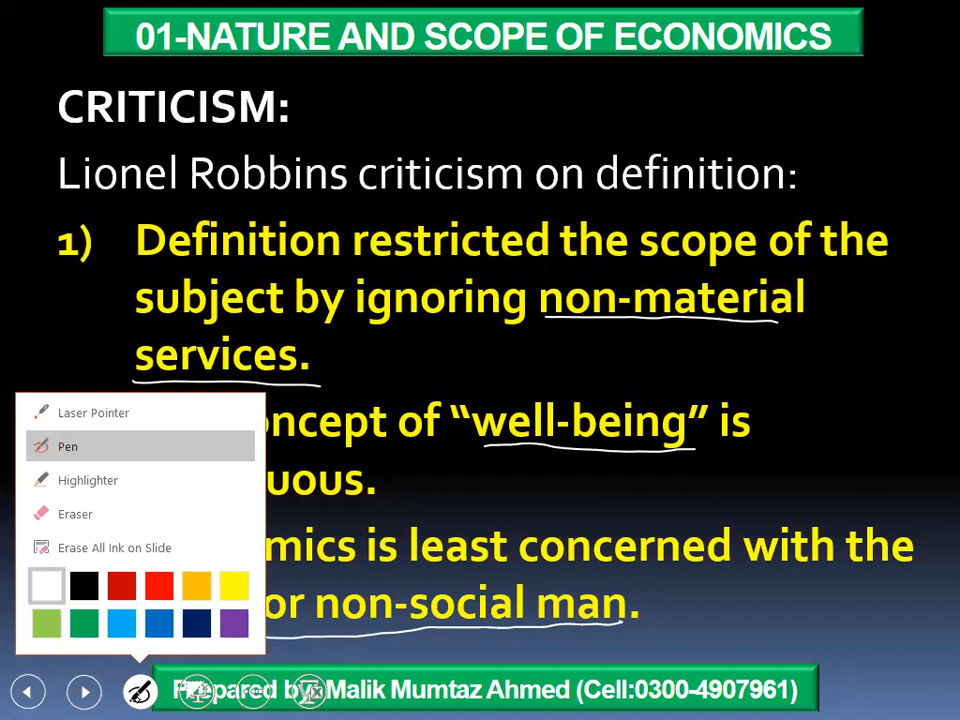 01-NATURE AND SCOPE OF ECONOMICS
CRITICISM:
Lionel Robbins criticism on definition:
1) Definition restricted the scope of the
subject by ignoring non-material
services.
oncept of “well-being” is
uous.
mics is least concerned with the
or non-social man.
Laser Pointer
Pen
Highlighter
Eraser
Erase All Ink on Slide
Prepared by: Malik Mumtaz Ahmed (Cell:0300-4907961)